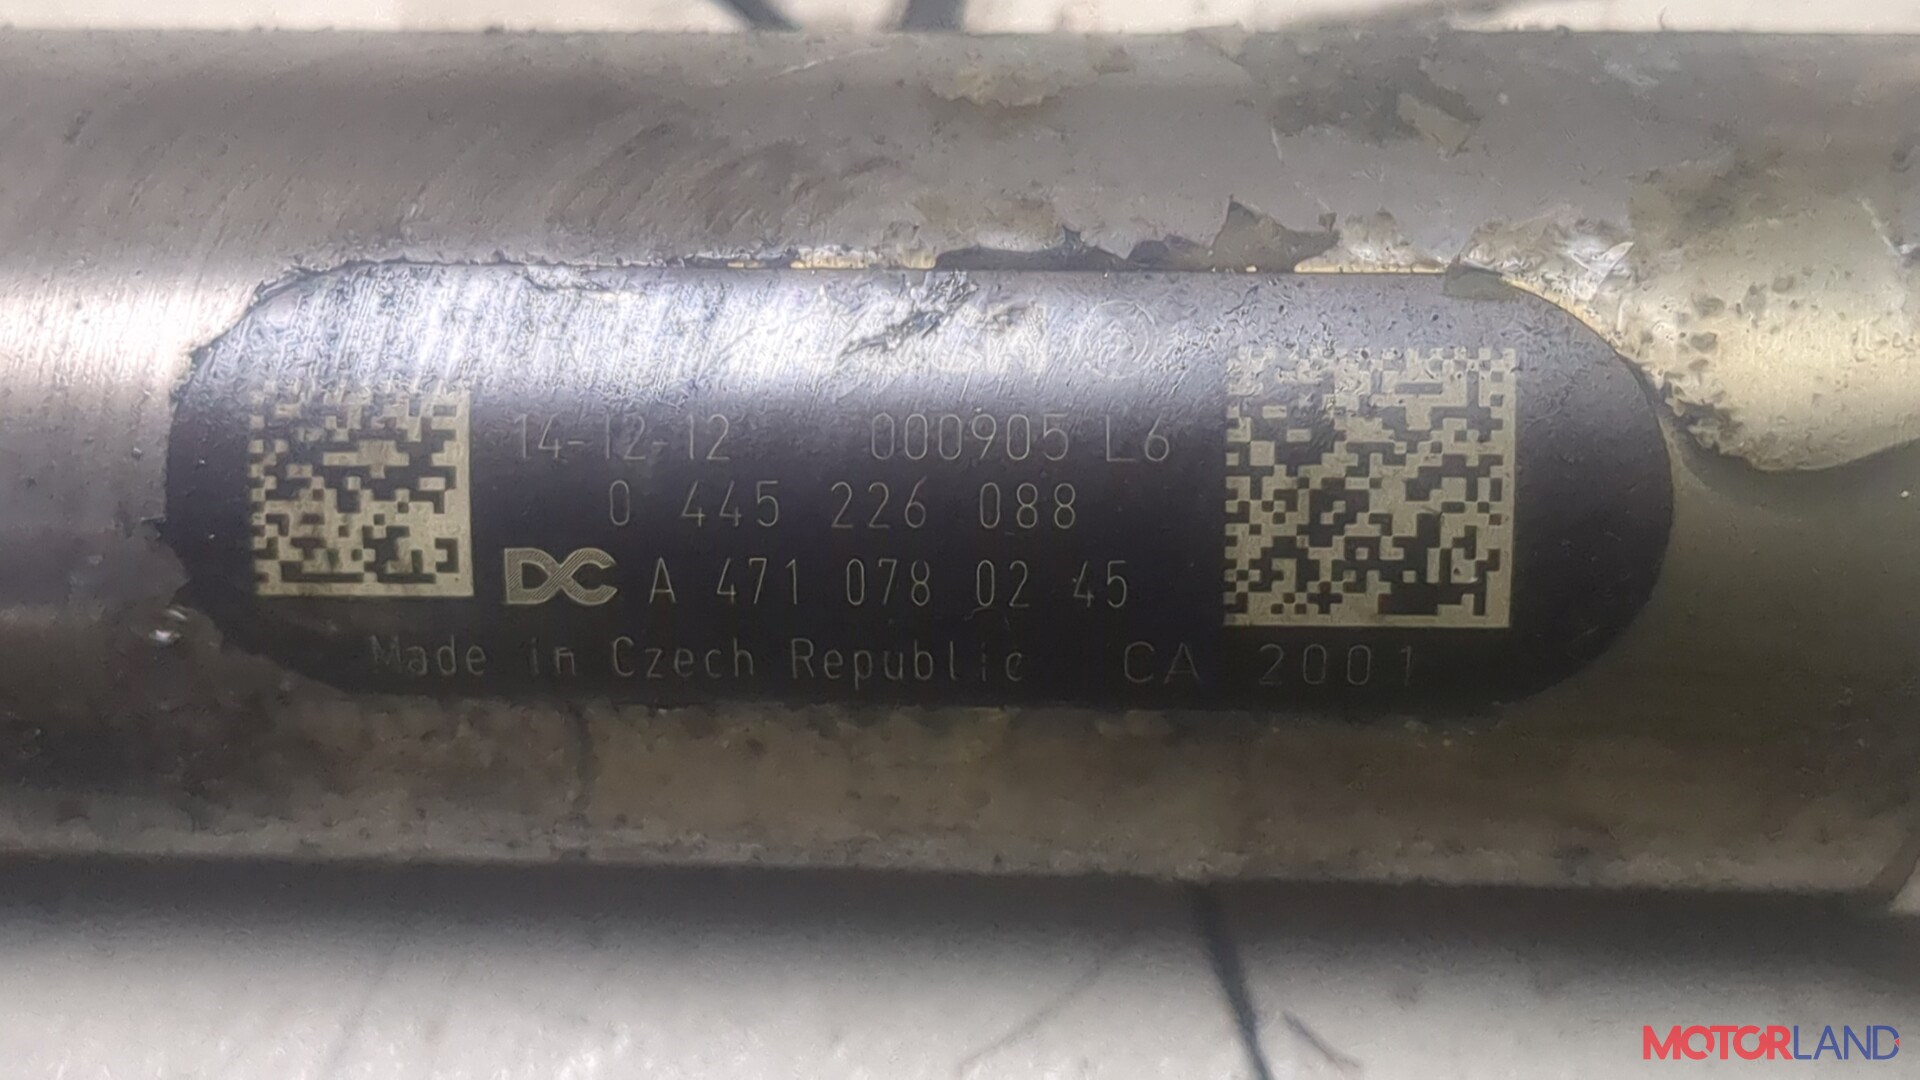 14-12-12 000905 L6
0 445 226 088
DC A 471 078 02 45
Made in Czech Republic CA 2001
MOTORLAND